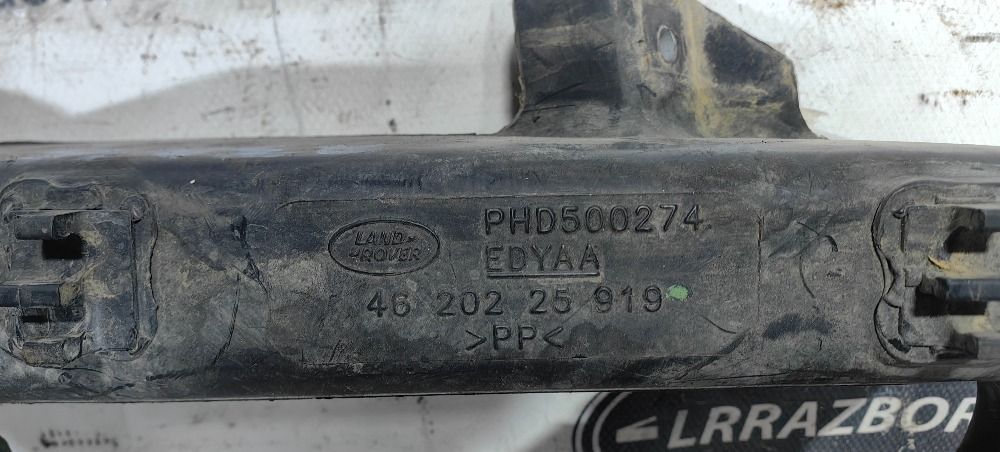 LAND-
ROVER
PHD500274
EDYAA
46 202 25 919
>PP<
LRRAZBOR